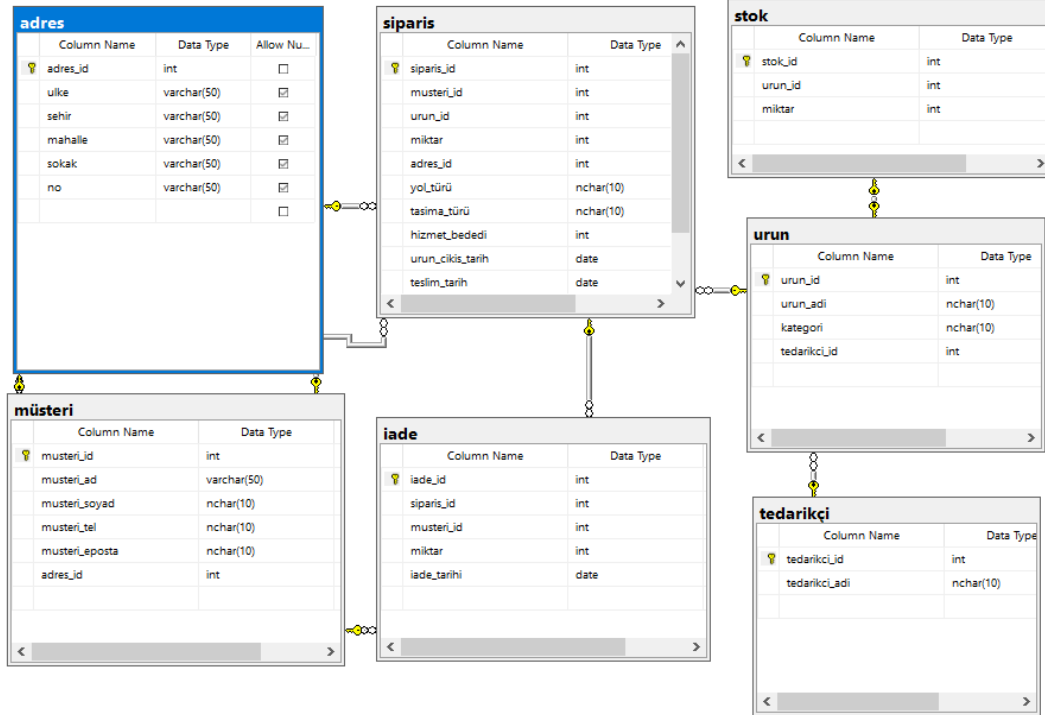 adres
Column Name Data Type Allow Nu...
adres_id int
ulke varchar(50)
sehir varchar(50)
mahalle varchar(50)
sokak varchar(50)
no varchar(50)
siparis
Column Name Data Type
siparis_id int
musteri_id int
urun_id int
miktar int
adres_id int
yol_türü nchar(10)
tasima_türü nchar(10)
hizmet_bededi int
urun_cikis_tarih date
teslim_tarih date
stok
Column Name Data Type
stok_id int
urun_id int
miktar int
urun
Column Name Data Type
urun_id int
urun_adi nchar(10)
kategori nchar(10)
tedarikci_id int
müsteri
Column Name Data Type
musteri_id int
musteri_ad varchar(50)
musteri_soyad nchar(10)
musteri_tel nchar(10)
musteri_eposta nchar(10)
adres_id int
iade
Column Name Data Type
iade_id int
siparis_id int
musteri_id int
miktar int
iade_tarihi date
tedarikçi
Column Name Data Type
tedarikci_id int
tedarikci_adi nchar(10)